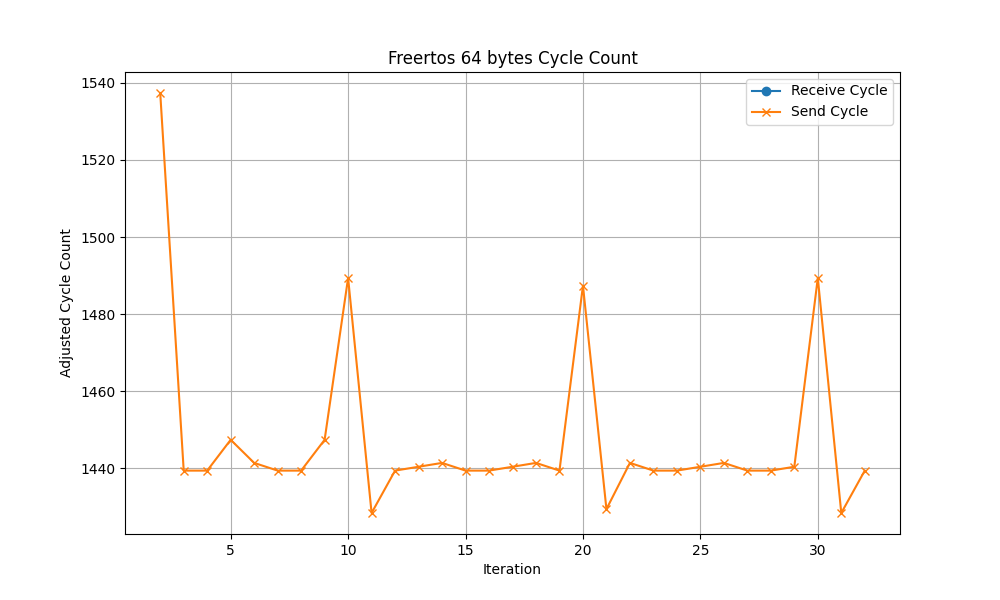 Freertos 64 bytes Cycle Count
Receive Cycle
Send Cycle
Adjusted Cycle Count
1540
1520
1500
1480
1460
1440
5 10 15 20 25 30
Iteration